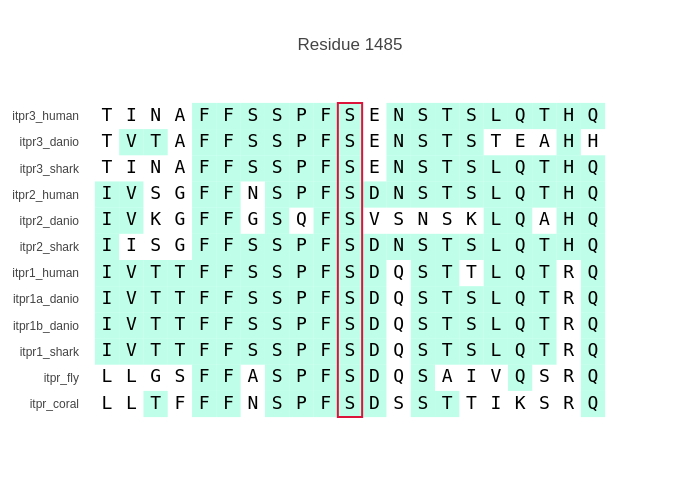 Residue 1485
itpr3_human T I N A F F S S P F S E N S T S L Q T H Q
itpr3_danio T V T A F F S S P F S E N S T S T E A H H
itpr3_shark T I N A F F S S P F S E N S T S L Q T H Q
itpr2_human I V S G F F N S P F S D N S T S L Q T H Q
itpr2_danio I V K G F F G S Q F S V S N S K L Q A H Q
itpr2_shark I I S G F F S S P F S D N S T S L Q T H Q
itpr1_human I V T T F F S S P F S D Q S T T L Q T R Q
itpr1a_danio I V T T F F S S P F S D Q S T S L Q T R Q
itpr1b_danio I V T T F F S S P F S D Q S T S L Q T R Q
itpr1_shark I V T T F F S S P F S D Q S T S L Q T R Q
itpr_fly L L G S F F A S P F S D Q S A I V Q S R Q
itpr_coral L L T F F F N S P F S D S S T T I K S R Q